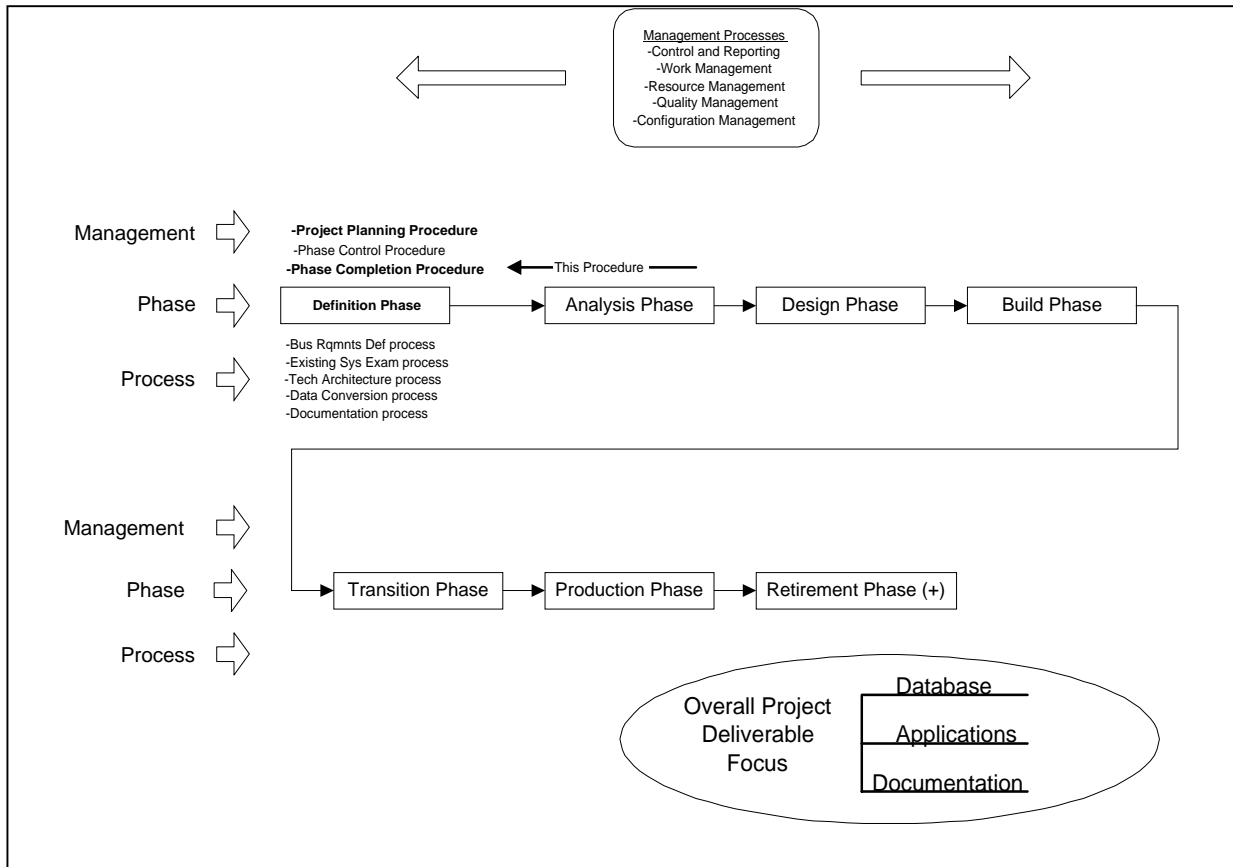 Management Processes
-Control and Reporting
-Work Management
-Resource Management
-Quality Management
-Configuration Management
Management
-Project Planning Procedure
-Phase Control Procedure
-Phase Completion Procedure
This Procedure
Phase
Definition Phase
Analysis Phase
Design Phase
Build Phase
Process
-Bus Rqmnts Def process
-Existing Sys Exam process
-Tech Architecture process
-Data Conversion process
-Documentation process
Management
Phase
Transition Phase
Production Phase
Retirement Phase (+)
Process
Overall Project
Deliverable
Focus
Database
Applications
Documentation